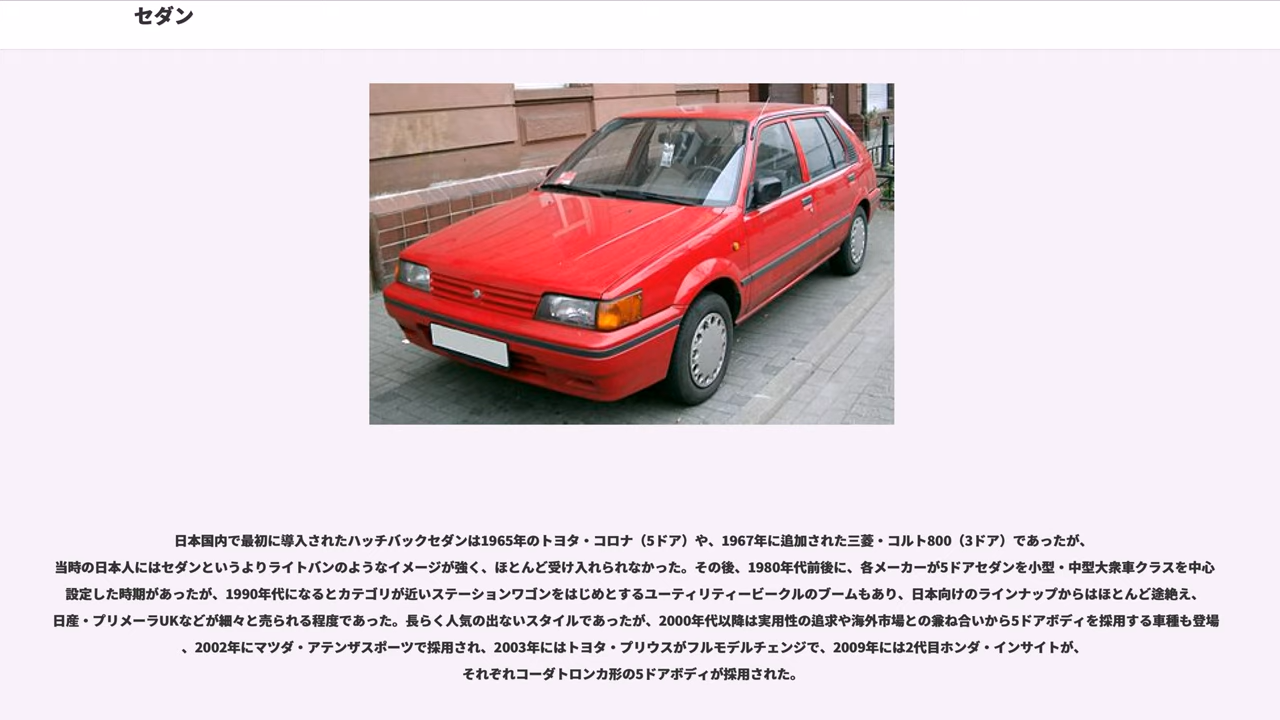 セダン
日本国内で最初に導入されたハッチバックセダンは1965年のトヨタ・コロナ（5ドア）や、1967年に追加された三菱・コルト800（3ドア）であったが、
当時の日本人にはセダンというよりライトバンのようなイメージが強く、ほとんど受け入れられなかった。その後、1980年代前後に、各メーカーが5ドアセダンを小型・中型大衆車クラスを中心
設定した時期があったが、1990年代になるとカテゴリが近いステーションワゴンをはじめとするユーティリティービークルのブームもあり、日本向けのラインナップからはほとんど途絶え、
日産・プリメーラUKなどが細々と売られる程度であった。長らく人気の出ないスタイルであったが、2000年代以降は実用性の追求や海外市場との兼ね合いから5ドアボディを採用する車種も登場
、2002年にマツダ・アテンザスポーツで採用され、2003年にはトヨタ・プリウスがフルモデルチェンジで、2009年には2代目ホンダ・インサイトが、
それぞれコーダトロンカ形の5ドアボディが採用された。